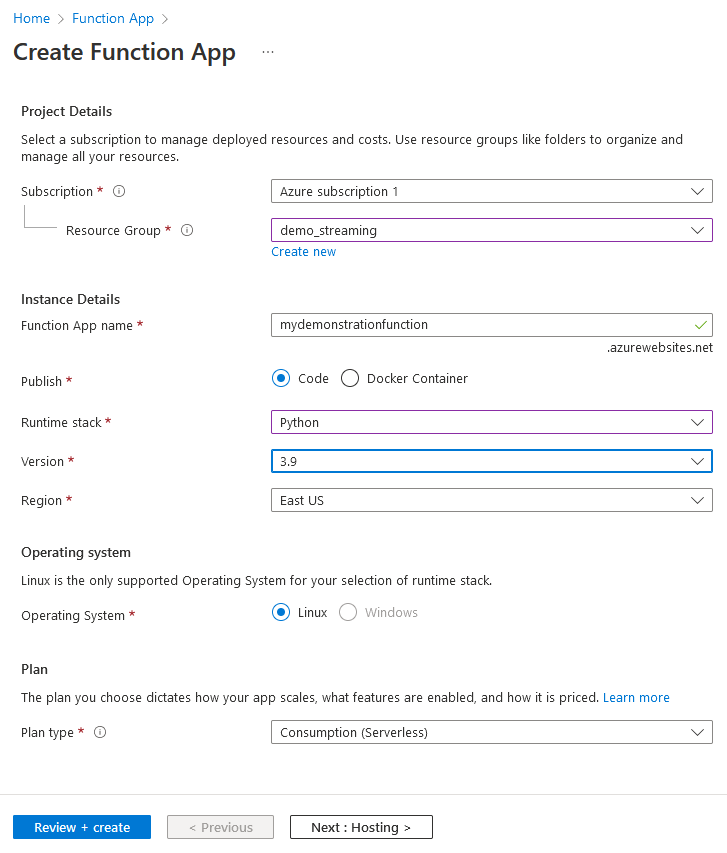 Home > Function App >
Create Function App ...
Project Details
Select a subscription to manage deployed resources and costs. Use resource groups like folders to organize and
manage all your resources.
Subscription * Azure subscription 1
Resource Group * demo_streaming
Create new
Instance Details
Function App name * mydemonstrationfunction
.azurewebsites.net
Publish * Code Docker Container
Runtime stack * Python
Version * 3.9
Region * East US
Operating system
Linux is the only supported Operating System for your selection of runtime stack.
Operating System * Linux Windows
Plan
The plan you choose dictates how your app scales, what features are enabled, and how it is priced. Learn more
Plan type * Consumption (Serverless)
Review + create < Previous Next : Hosting >